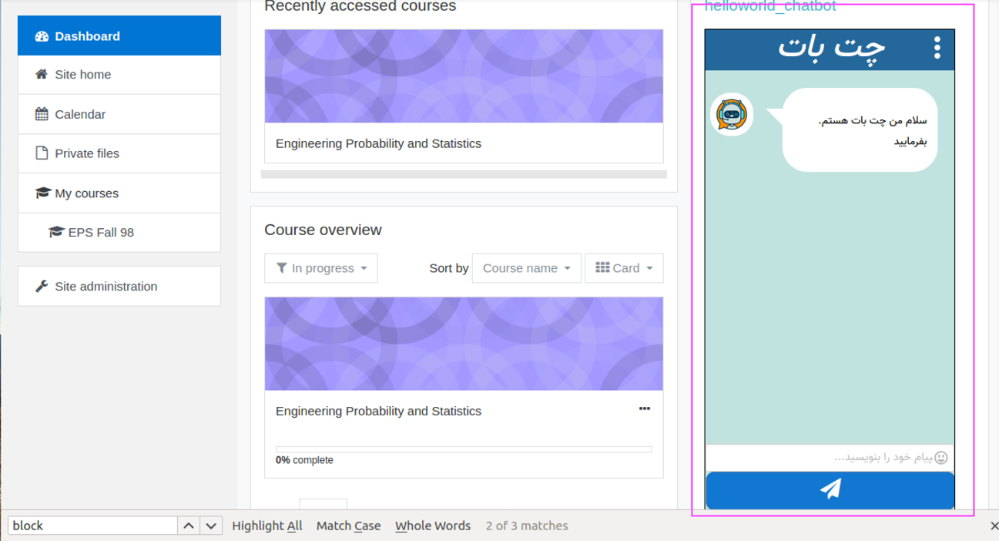 Dashboard
Site home
Calendar
Private files
My courses
EPS Fall 98
Site administration
Recently accessed courses
Engineering Probability and Statistics
Course overview
In progress
Sort by
Course name
Card
Engineering Probability and Statistics
0% complete
helloworld_chatbot
چت بات
سلام من چت بات هستم.
بفرمایید
پیام خود را بنویسید...
block
Highlight All
Match Case
Whole Words
2 of 3 matches